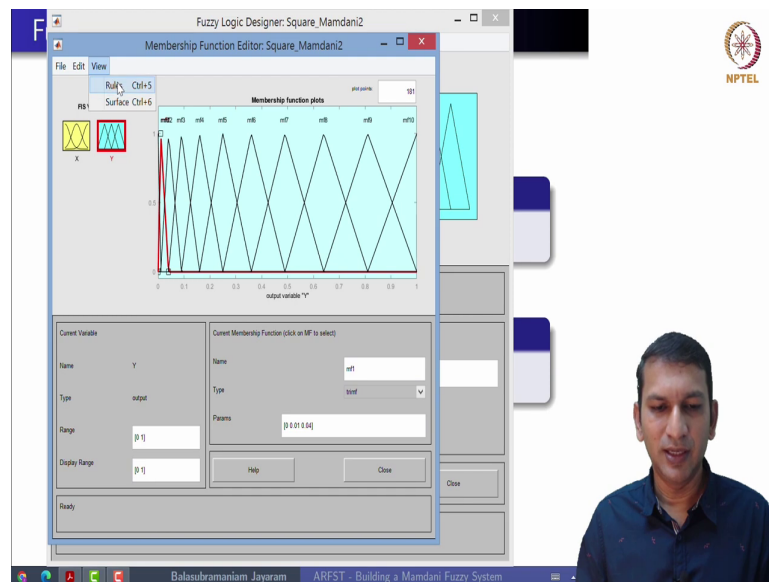 F
Fuzzy Logic Designer: Square_Mamdani2
Membership Function Editor: Square_Mamdani2
File Edit View
Rules Ctrl+5
Surface Ctrl+6
plot points: 181
Membership function plots
mf3 mf4 mf5 mf6 mf7 mf8 mf9 mf10
X Y
1
0.5
0
0 0.1 0.2 0.3 0.4 0.5 0.6 0.7 0.8 0.9 1
output variable "Y"
Current Variable
Name Y
Type output
Range [0 1]
Display Range [0 1]
Current Membership Function (click on MF to select)
Name mf1
Type trimf
Params [0 0.01 0.04]
Help Close
Close
Ready
NPTEL
Balasubramaniam Jayaram ARFST - Building a Mamdani Fuzzy System